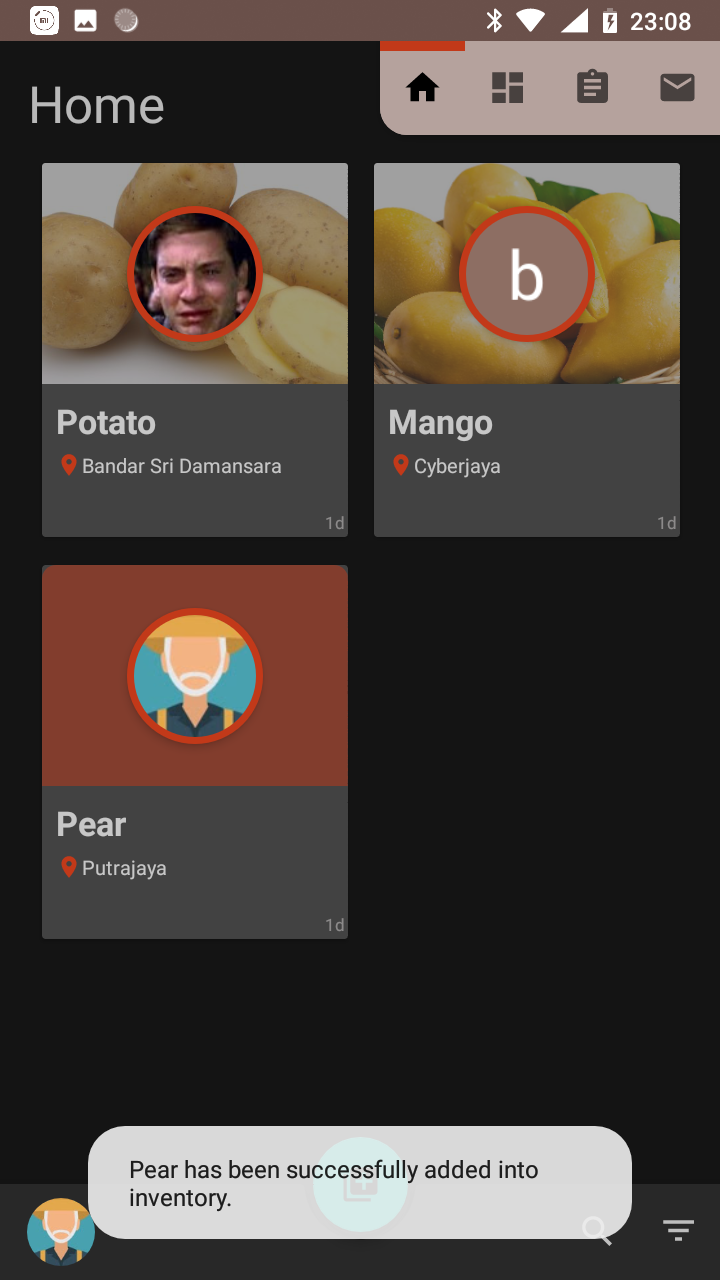 23:08
Home
Potato
Bandar Sri Damansara
1d
b
Mango
Cyberjaya
1d
Pear
Putrajaya
1d
Pear has been successfully added into
inventory.